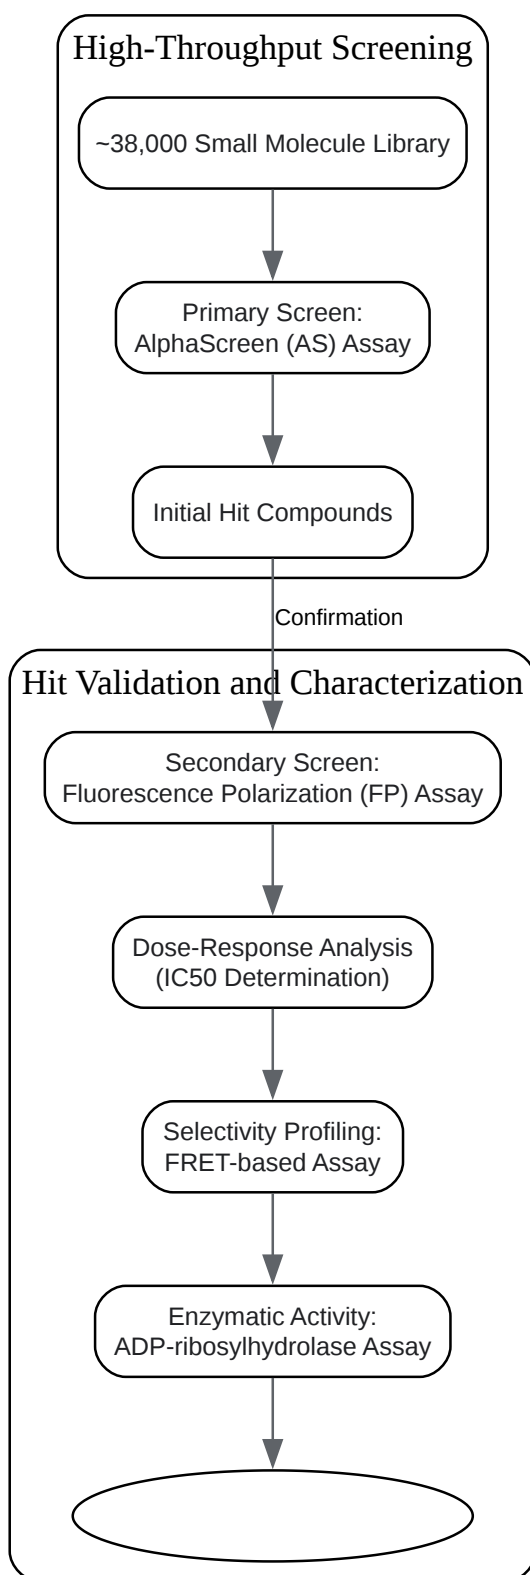 High-Throughput Screening
~38,000 Small Molecule Library
Primary Screen:
AlphaScreen (AS) Assay
Initial Hit Compounds
Confirmation
Hit Validation and Characterization
Secondary Screen:
Fluorescence Polarization (FP) Assay
Dose-Response Analysis
(IC50 Determination)
Selectivity Profiling:
FRET-based Assay
Enzymatic Activity:
ADP-ribosylhydrolase Assay